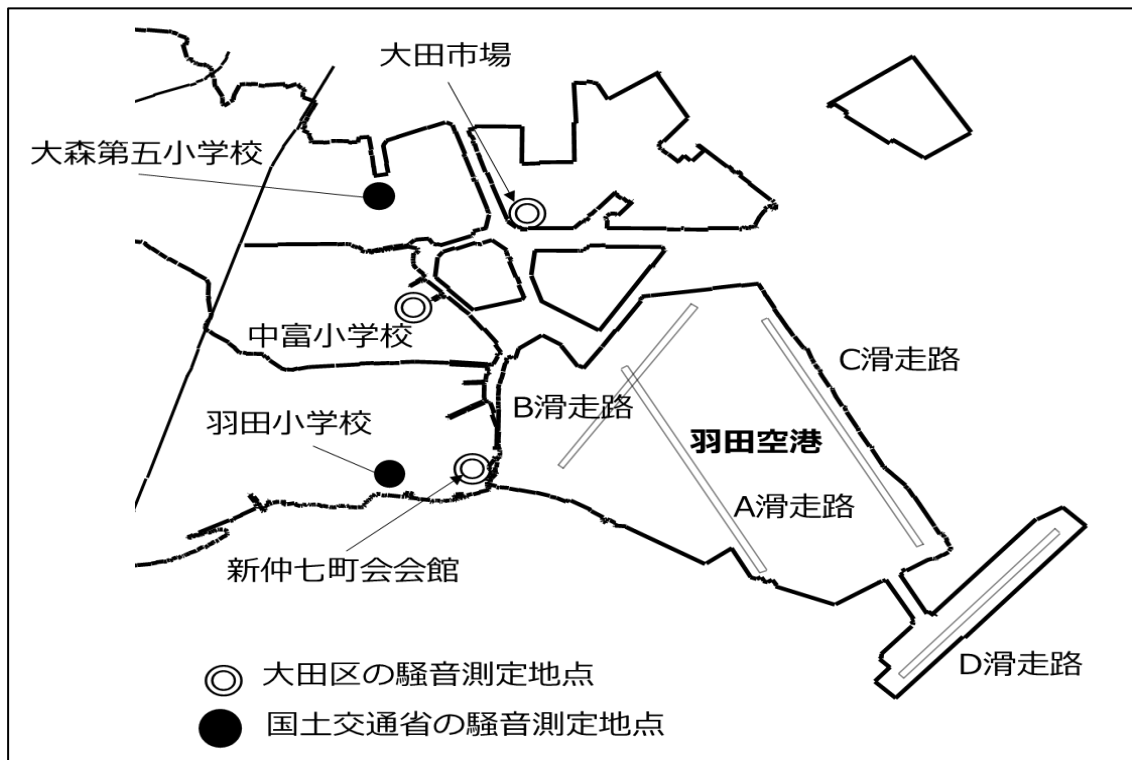 大田市場
大森第五小学校
中富小学校
C滑走路
B滑走路
羽田小学校
羽田空港
A滑走路
新仲七町会会館
D滑走路
大田区の騒音測定地点
国土交通省の騒音測定地点